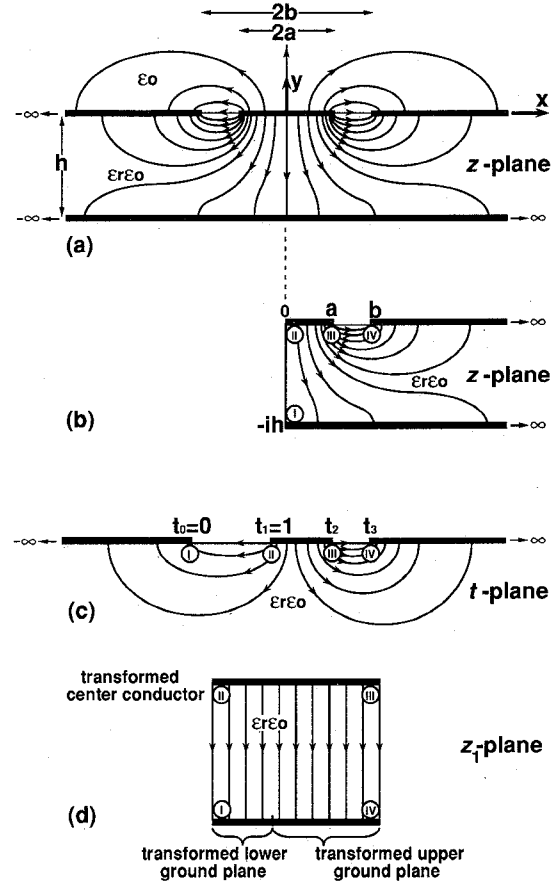 2b
2a
εo
y
x
-∞
h
εrεo
z-plane
-∞
∞
(a)
0
a
b
II
III
IV
∞
εrεo
z-plane
I
-ih
∞
(b)
t₀=0
t₁=1
t₂
t₃
-∞
∞
I
II
III
IV
εrεo
t-plane
(c)
transformed
center conductor
II
III
εrεo
z₁-plane
I
IV
(d)
transformed lower
ground plane
transformed upper
ground plane